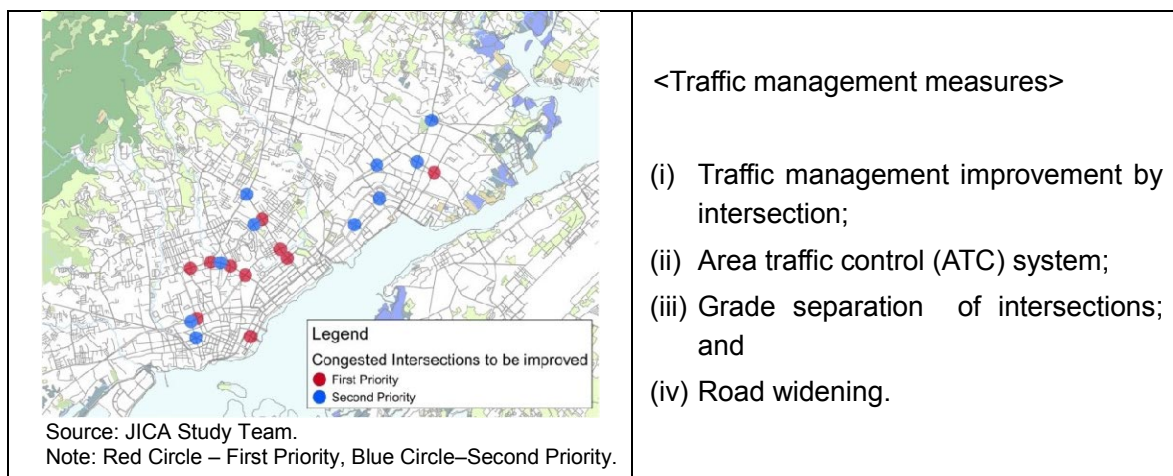 Legend
Congested Intersections to be improved
First Priority
Second Priority
Source: JICA Study Team.
Note: Red Circle – First Priority, Blue Circle–Second Priority.
<Traffic management measures>
(i) Traffic management improvement by
intersection;
(ii) Area traffic control (ATC) system;
(iii) Grade separation of intersections;
and
(iv) Road widening.